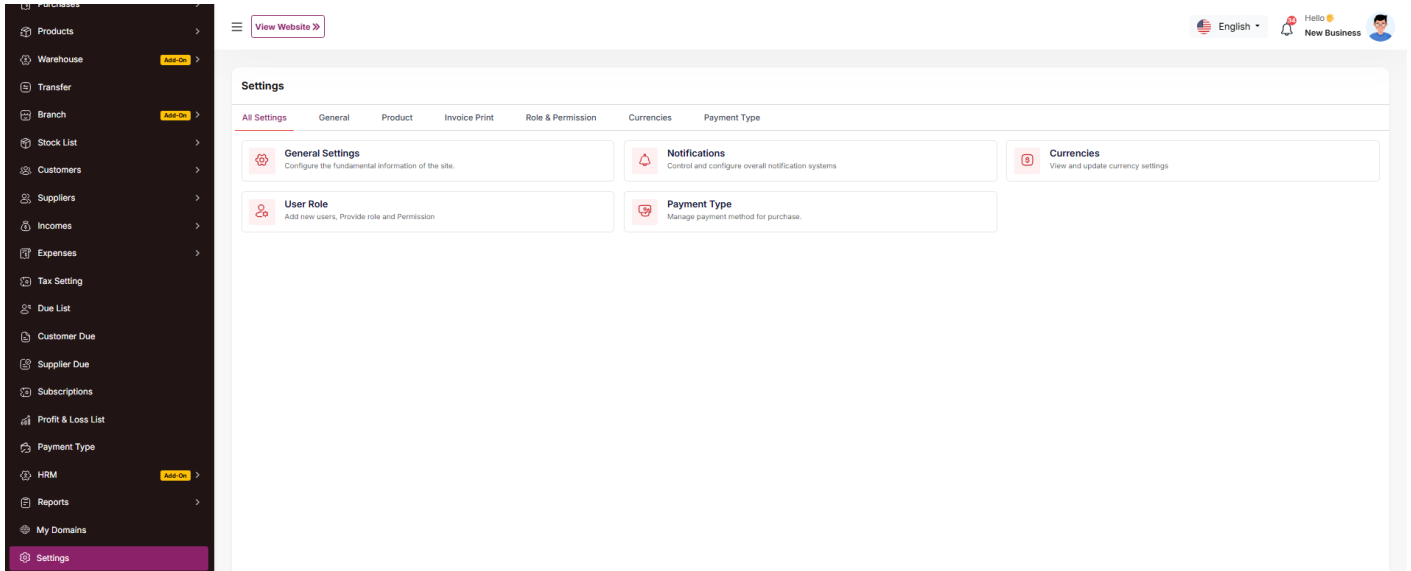 Purchases
Products
Warehouse Add-On
Transfer
Branch Add-On
Stock List
Customers
Suppliers
Incomes
Expenses
Tax Setting
Due List
Customer Due
Supplier Due
Subscriptions
Profit & Loss List
Payment Type
HRM Add-On
Reports
My Domains
Settings
View Website
English
34
Hello
New Business
Settings
All Settings General Product Invoice Print Role & Permission Currencies Payment Type
General Settings
Configure the fundamental information of the site.
Notifications
Control and configure overall notification systems
Currencies
View and update currency settings
User Role
Add new users, Provide role and Permission
Payment Type
Manage payment method for purchase.